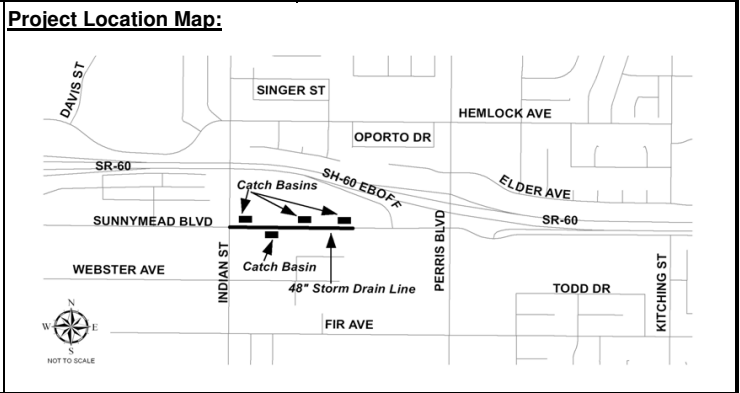 Project Location Map:
DAVIS ST
SINGER ST
HEMLOCK AVE
OPORTO DR
SR-60
SH-60 EBOFF
ELDER AVE
Catch Basins
SR-60
SUNNYMEAD BLVD
PERRIS BLVD
INDIAN ST
Catch Basin
WEBSTER AVE
48" Storm Drain Line
TODD DR
KITCHING ST
FIR AVE
N
W
E
S
NOT TO SCALE